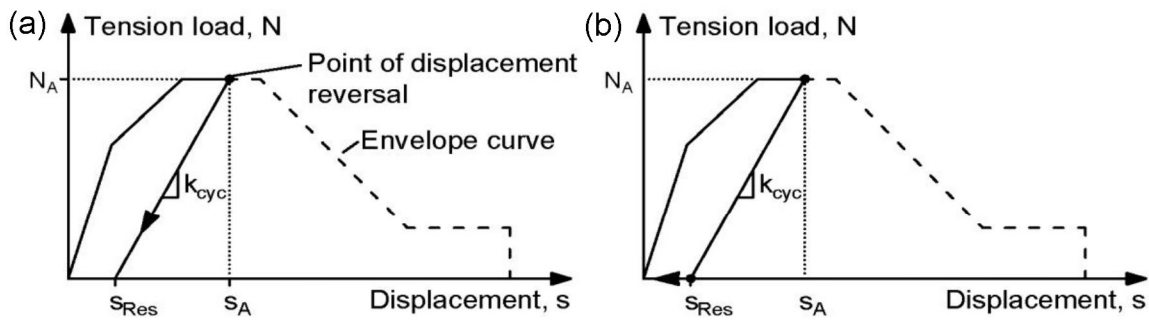 (a)
Tension load, N
N_A
Point of displacement
reversal
Envelope curve
k_cyc
s_Res
s_A
Displacement, s
(b)
Tension load, N
N_A
k_cyc
s_Res
s_A
Displacement, s